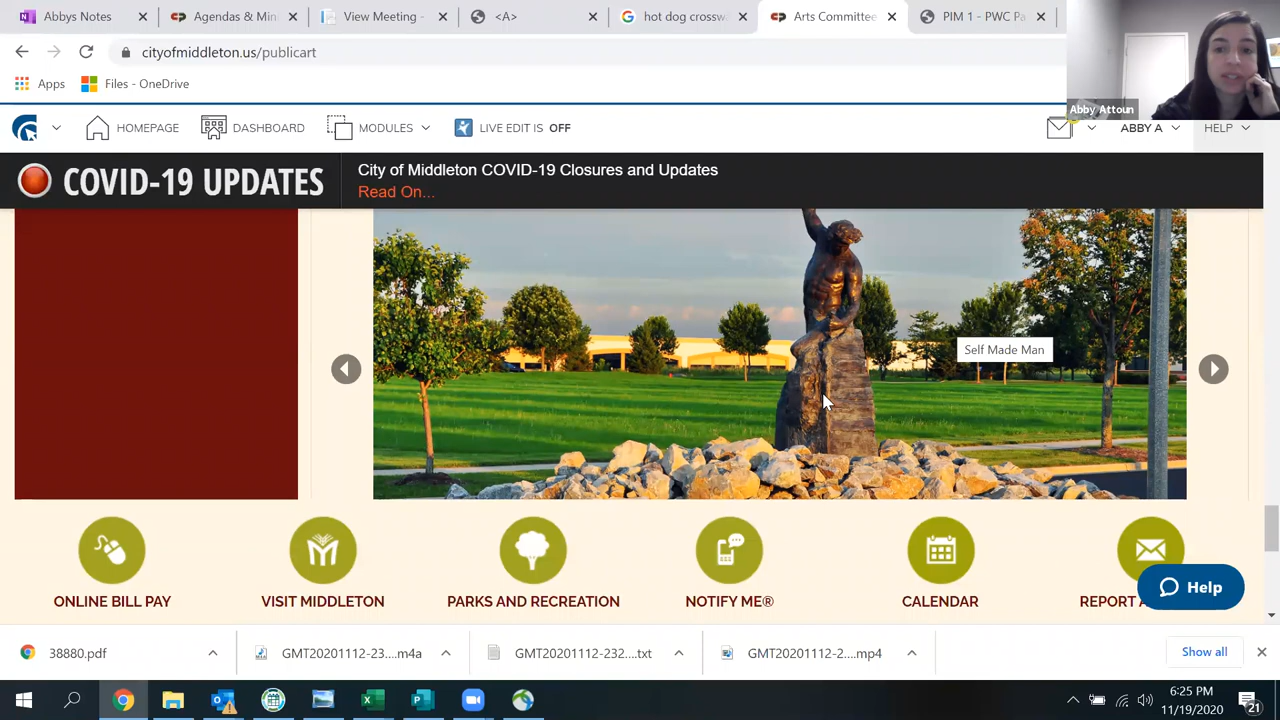 Abbys Notes
Agendas & Min
View Meeting -
<A>
hot dog crossw
Arts Committee
PIM 1 - PWC Pa
cityofmiddleton.us/publicart
Apps
Files - OneDrive
Abby Attoun
HOMEPAGE
DASHBOARD
MODULES
LIVE EDIT IS OFF
ABBY A
HELP
COVID-19 UPDATES
City of Middleton COVID-19 Closures and Updates
Read On...
Self Made Man
ONLINE BILL PAY
VISIT MIDDLETON
PARKS AND RECREATION
NOTIFY ME®
CALENDAR
REPORT A
Help
38880.pdf
GMT20201112-23....m4a
GMT20201112-232....txt
GMT20201112-2....mp4
Show all
6:25 PM
11/19/2020
21